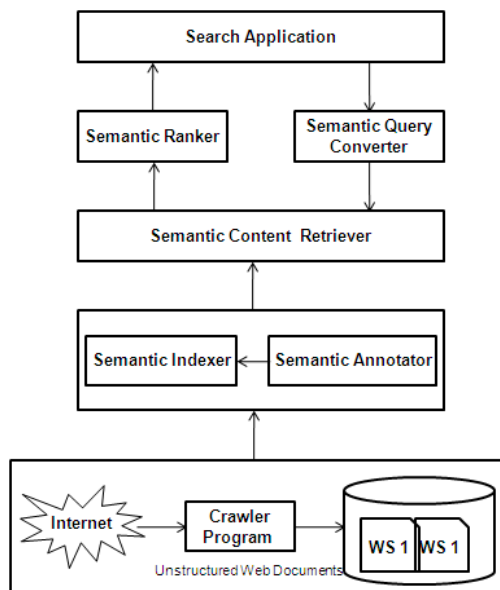 Search Application
Semantic Ranker
Semantic Query
Converter
Semantic Content Retriever
Semantic Indexer
Semantic Annotator
Internet
Crawler
Program
WS 1
WS 1
Unstructured Web Documents